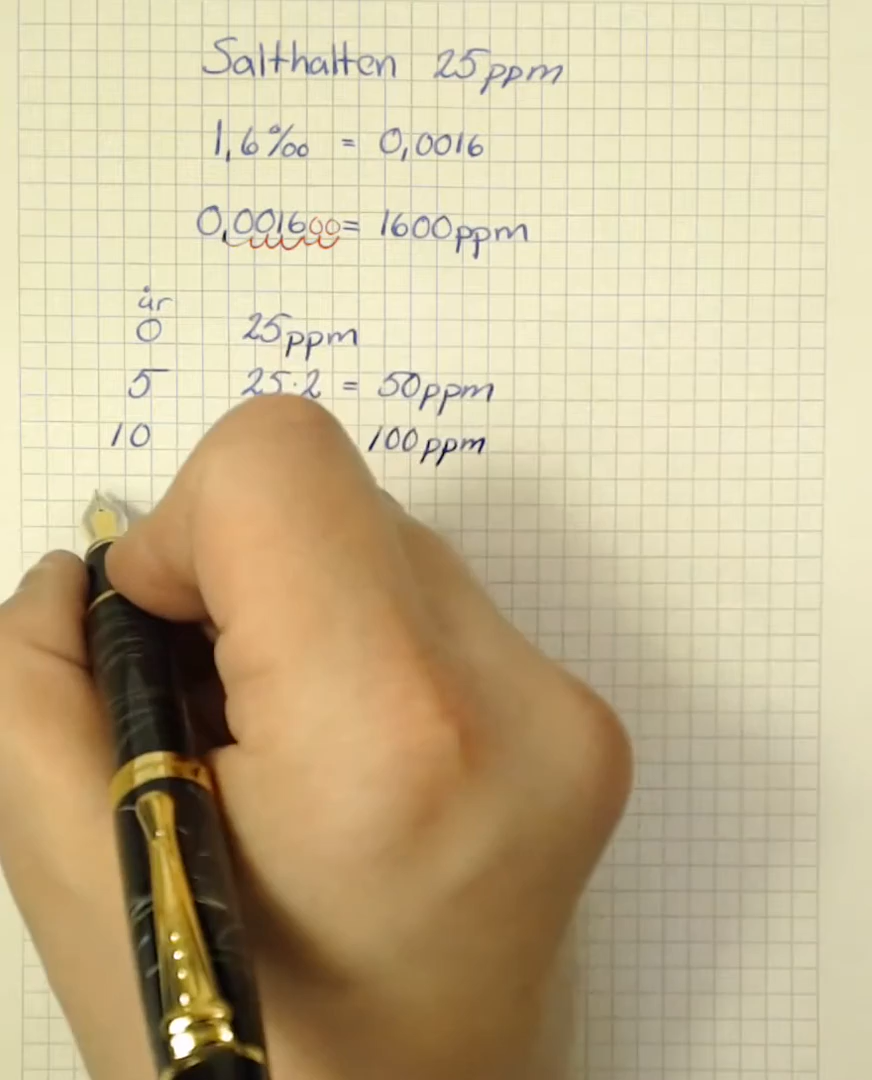 Salthalten 25ppm
1,6‰ = 0,0016
0,001600 = 1600ppm
år
0 25ppm
5 25·2 = 50ppm
10 100ppm